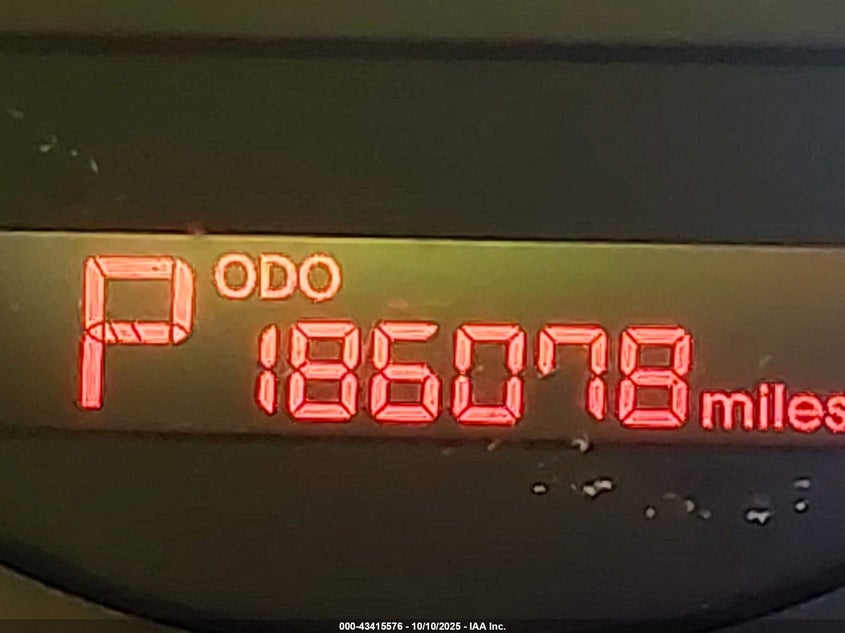 P ODO
186078 miles
000-43415576 - 10/10/2025 - IAA Inc.